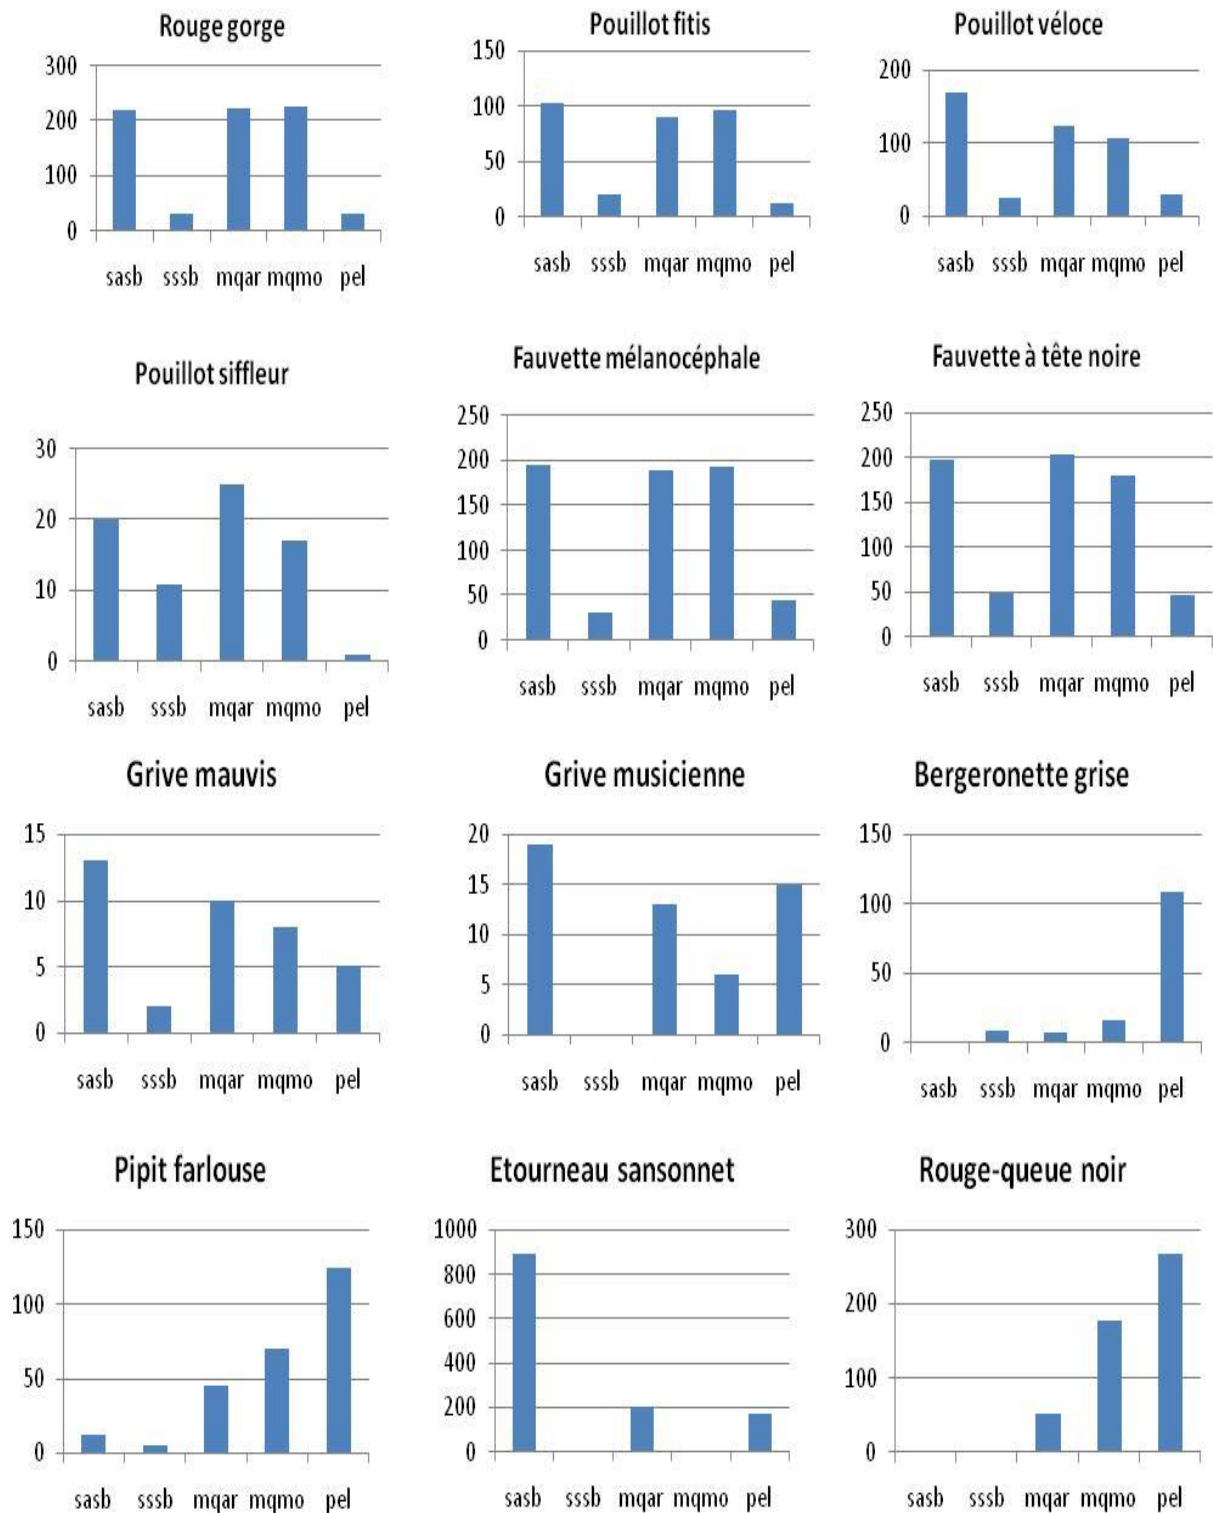 Rouge gorge
300
200
100
0
sasb sssb mqar mqmo pel
Pouillot fitis
150
100
50
0
sasb sssb mqar mqmo pel
Pouillot véloce
200
100
0
sasb sssb mqar mqmo pel
Pouillot siffleur
30
20
10
0
sasb sssb mqar mqmo pel
Fauvette mélanocéphale
250
200
150
100
50
0
sasb sssb mqar mqmo pel
Fauvette à tête noire
250
200
150
100
50
0
sasb sssb mqar mqmo pel
Grive mauvis
15
10
5
0
sasb sssb mqar mqmo pel
Grive musicienne
20
15
10
5
0
sasb sssb mqar mqmo pel
Bergeronette grise
150
100
50
0
sasb sssb mqar mqmo pel
Pipit farlouse
150
100
50
0
sasb sssb mqar mqmo pel
Etourneau sansonnet
1000
800
600
400
200
0
sasb sssb mqar mqmo pel
Rouge-queue noir
300
200
100
0
sasb sssb mqar mqmo pel